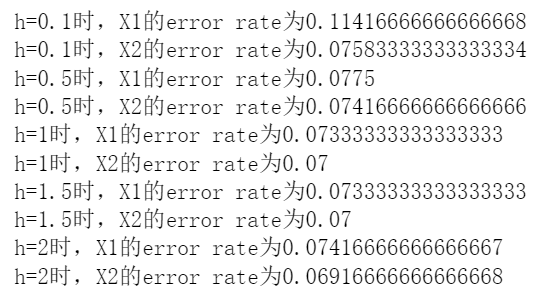 h=0.1时，X1的error rate为0.11416666666666668
h=0.1时，X2的error rate为0.07583333333333334
h=0.5时，X1的error rate为0.0775
h=0.5时，X2的error rate为0.07416666666666666
h=1时，X1的error rate为0.07333333333333333
h=1时，X2的error rate为0.07
h=1.5时，X1的error rate为0.07333333333333333
h=1.5时，X2的error rate为0.07
h=2时，X1的error rate为0.07416666666666667
h=2时，X2的error rate为0.06916666666666668